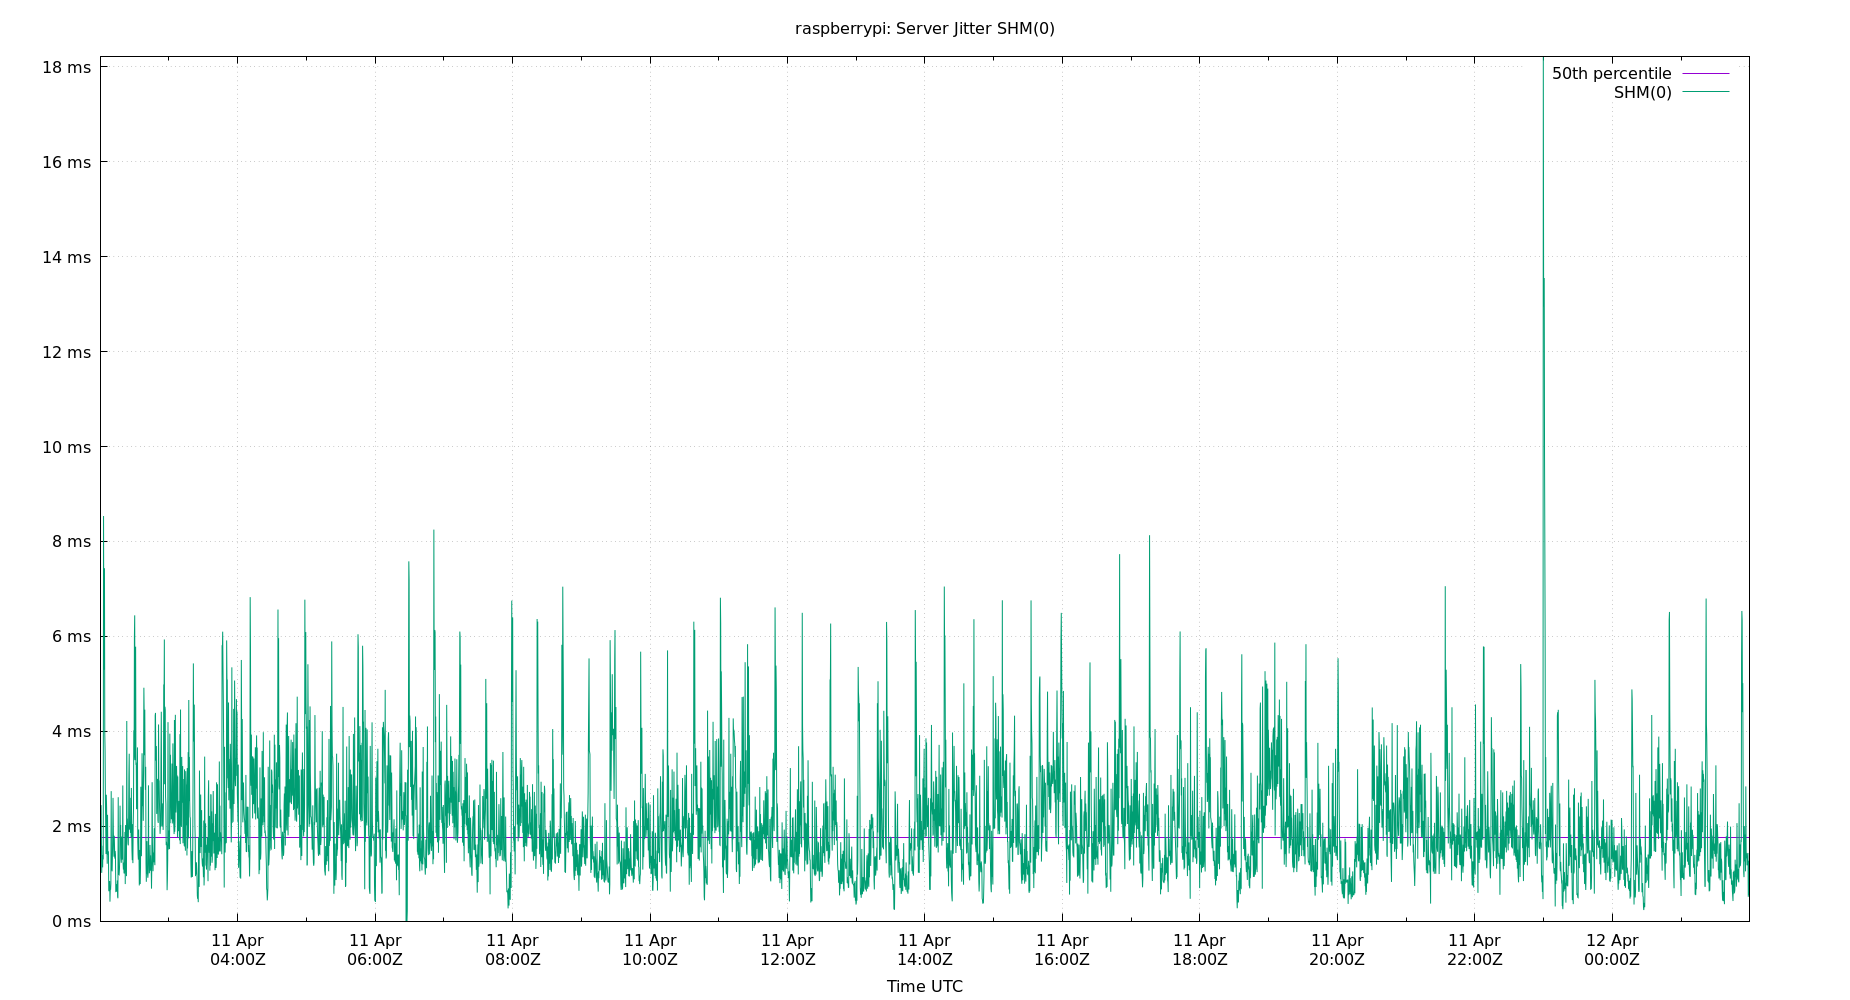 raspberrypi: Server Jitter SHM(0)
18 ms
16 ms
14 ms
12 ms
10 ms
8 ms
6 ms
4 ms
2 ms
0 ms
50th percentile
SHM(0)
11 Apr
04:00Z
11 Apr
06:00Z
11 Apr
08:00Z
11 Apr
10:00Z
11 Apr
12:00Z
11 Apr
14:00Z
11 Apr
16:00Z
11 Apr
18:00Z
11 Apr
20:00Z
11 Apr
22:00Z
12 Apr
00:00Z
Time UTC